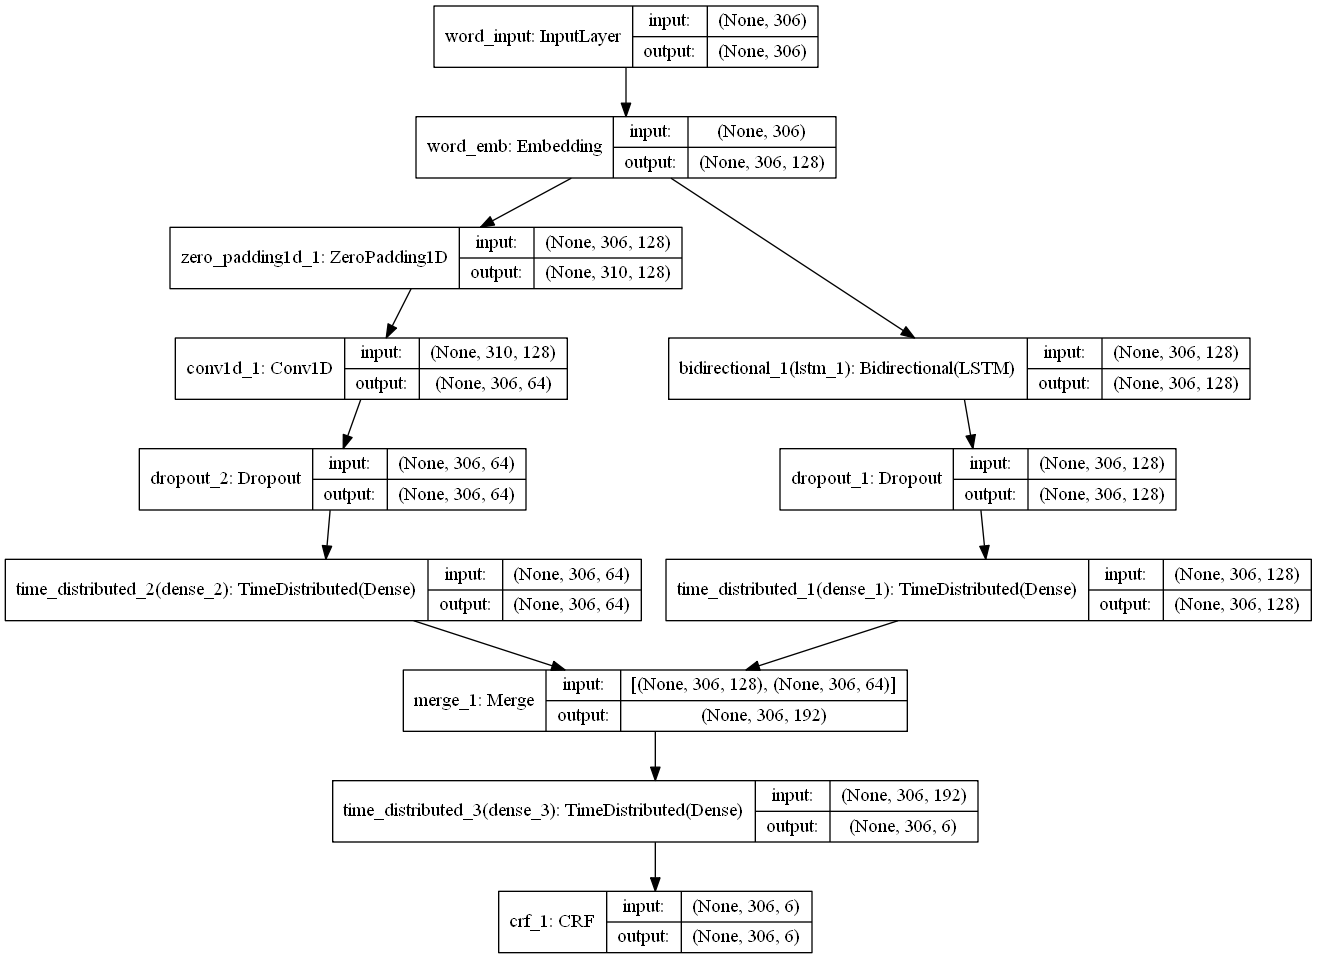 word_input: InputLayer
input:
(None, 306)
output:
(None, 306)
word_emb: Embedding
input:
(None, 306)
output:
(None, 306, 128)
zero_padding1d_1: ZeroPadding1D
input:
(None, 306, 128)
output:
(None, 310, 128)
conv1d_1: Conv1D
input:
(None, 310, 128)
output:
(None, 306, 64)
bidirectional_1(lstm_1): Bidirectional(LSTM)
input:
(None, 306, 128)
output:
(None, 306, 128)
dropout_2: Dropout
input:
(None, 306, 64)
output:
(None, 306, 64)
dropout_1: Dropout
input:
(None, 306, 128)
output:
(None, 306, 128)
time_distributed_2(dense_2): TimeDistributed(Dense)
input:
(None, 306, 64)
output:
(None, 306, 64)
time_distributed_1(dense_1): TimeDistributed(Dense)
input:
(None, 306, 128)
output:
(None, 306, 128)
merge_1: Merge
input:
[(None, 306, 128), (None, 306, 64)]
output:
(None, 306, 192)
time_distributed_3(dense_3): TimeDistributed(Dense)
input:
(None, 306, 192)
output:
(None, 306, 6)
crf_1: CRF
input:
(None, 306, 6)
output:
(None, 306, 6)